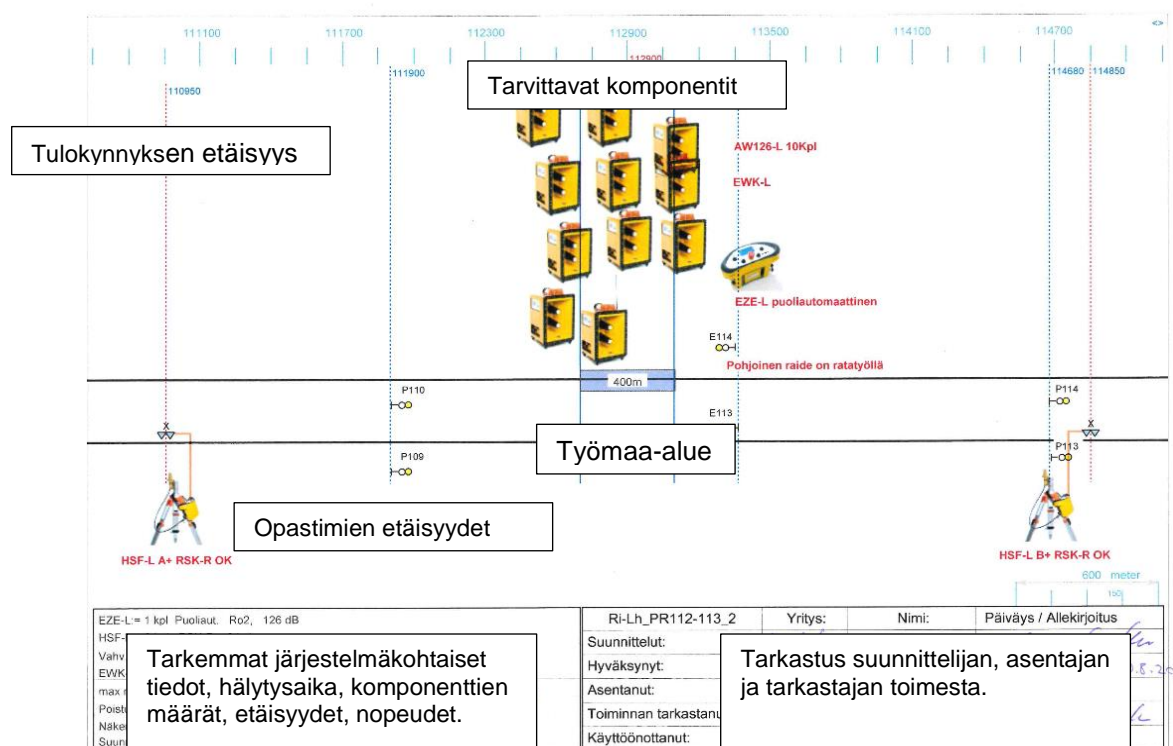 <>
111100 111700 112300 112900 113500 114100 114700
112900
111900
114680 114850
110950
Tarvittavat komponentit
Tulokynnyksen etäisyys
AW126-L 10Kpl
EWK-L
EZE-L puoliautomaattinen
E114
Pohjoinen raide on ratatyöllä
400m
P110
P114
E113
X
X
Työmaa-alue
P113
P109
Opastimien etäisyydet
HSF-L A+ RSK-R OK
HSF-L B+ RSK-R OK
600 meter
150
EZE-L:= 1 kpl Puoliaut. Ro2, 126 dB
HSF-
Vahv
EWK-
max
Poistu
Näke
Suun
Tarkemmat järjestelmäkohtaiset
tiedot, hälytysaika, komponenttien
määrät, etäisyydet, nopeudet.
Ri-Lh_PR112-113_2 Yritys: Nimi: Päiväys / Allekirjoitus
Suunnittelut:
Hyväksynyt:
Asentanut:
Toiminnan tarkastanu
Käyttöönottanut:
Tarkastus suunnittelijan, asentajan
ja tarkastajan toimesta.